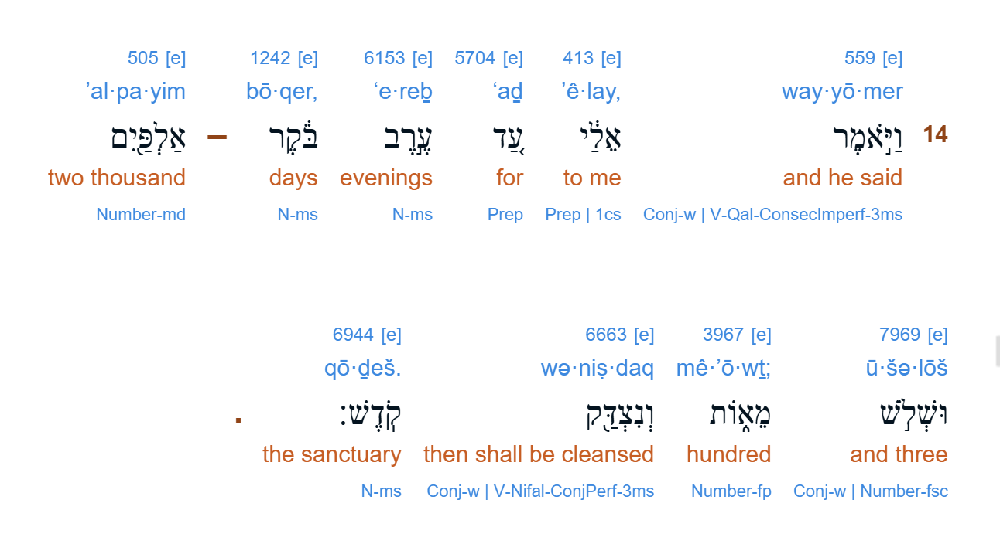 505 [e] 1242 [e] 6153 [e] 5704 [e] 413 [e] 559 [e]
’al·pa·yim bō·qer, ‘e·reḇ ‘aḏ ’ê·lay, way·yō·mer
14 וַיֹּ֣אמֶר אֵלַ֔י עַ֚ד עֶ֣רֶב בֹּ֔קֶר – אַלְפַּ֖יִם
two thousand days evenings for to me and he said
Number-md N-ms N-ms Prep Prep | 1cs Conj-w | V-Qal-ConsecImperf-3ms
6944 [e] 6663 [e] 3967 [e] 7969 [e]
qō·ḏeš. wə·niṣ·daq mê·’ō·wṯ; ū·šə·lōš
וּשְׁלֹ֣שׁ מֵא֑וֹת וְנִצְדַּ֖ק קֹֽדֶשׁ׃ .
the sanctuary then shall be cleansed hundred and three
N-ms Conj-w | V-Nifal-ConjPerf-3ms Number-fp Conj-w | Number-fsc